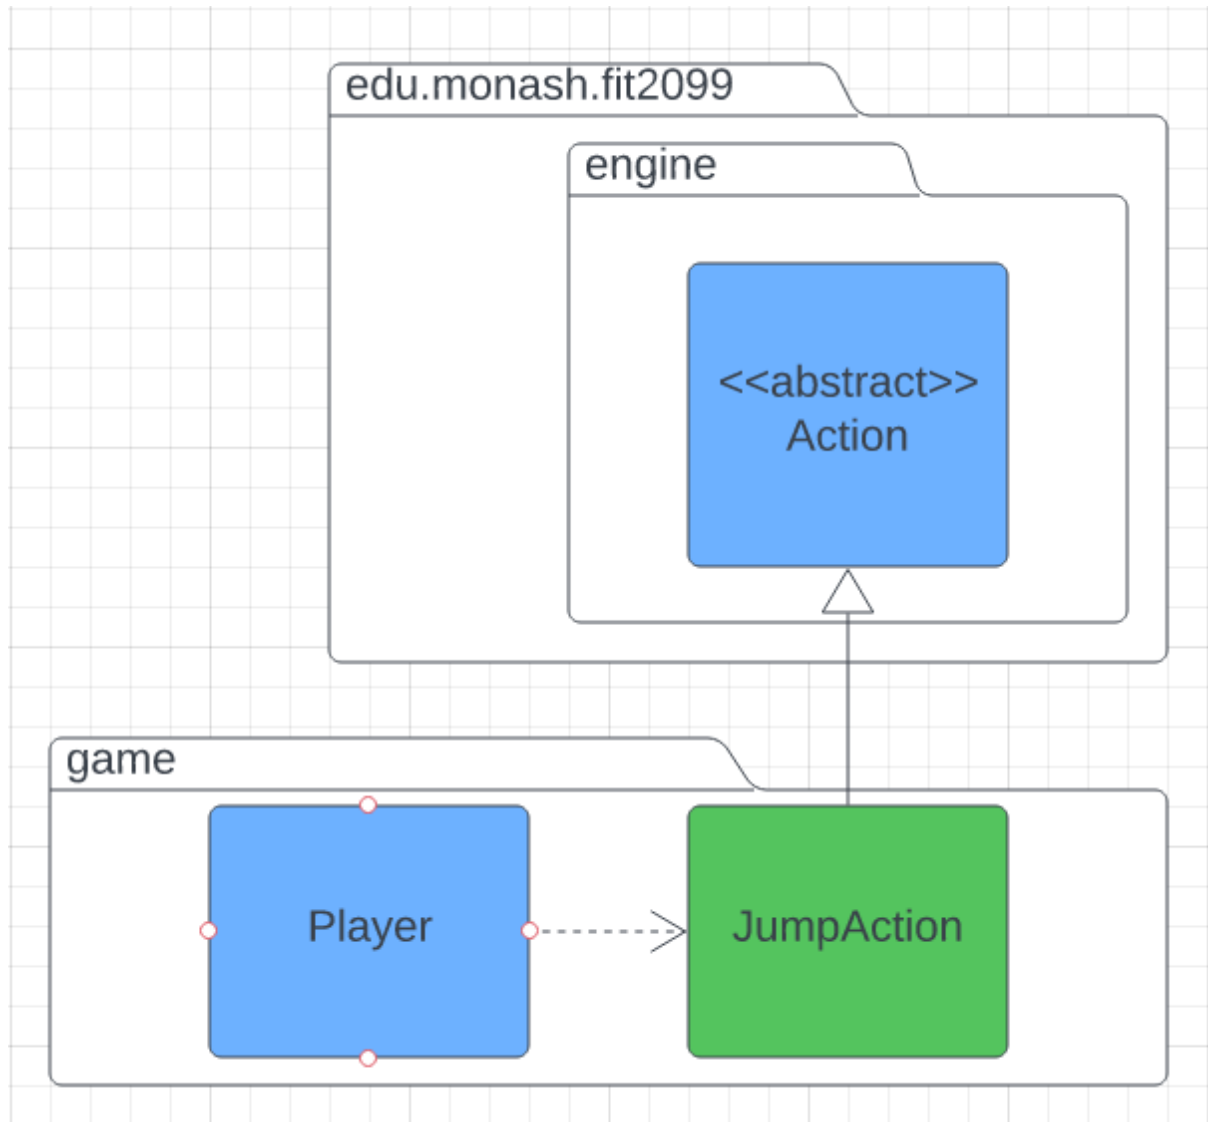 edu.monash.fit2099
engine
<<abstract>>
Action
game
Player
JumpAction